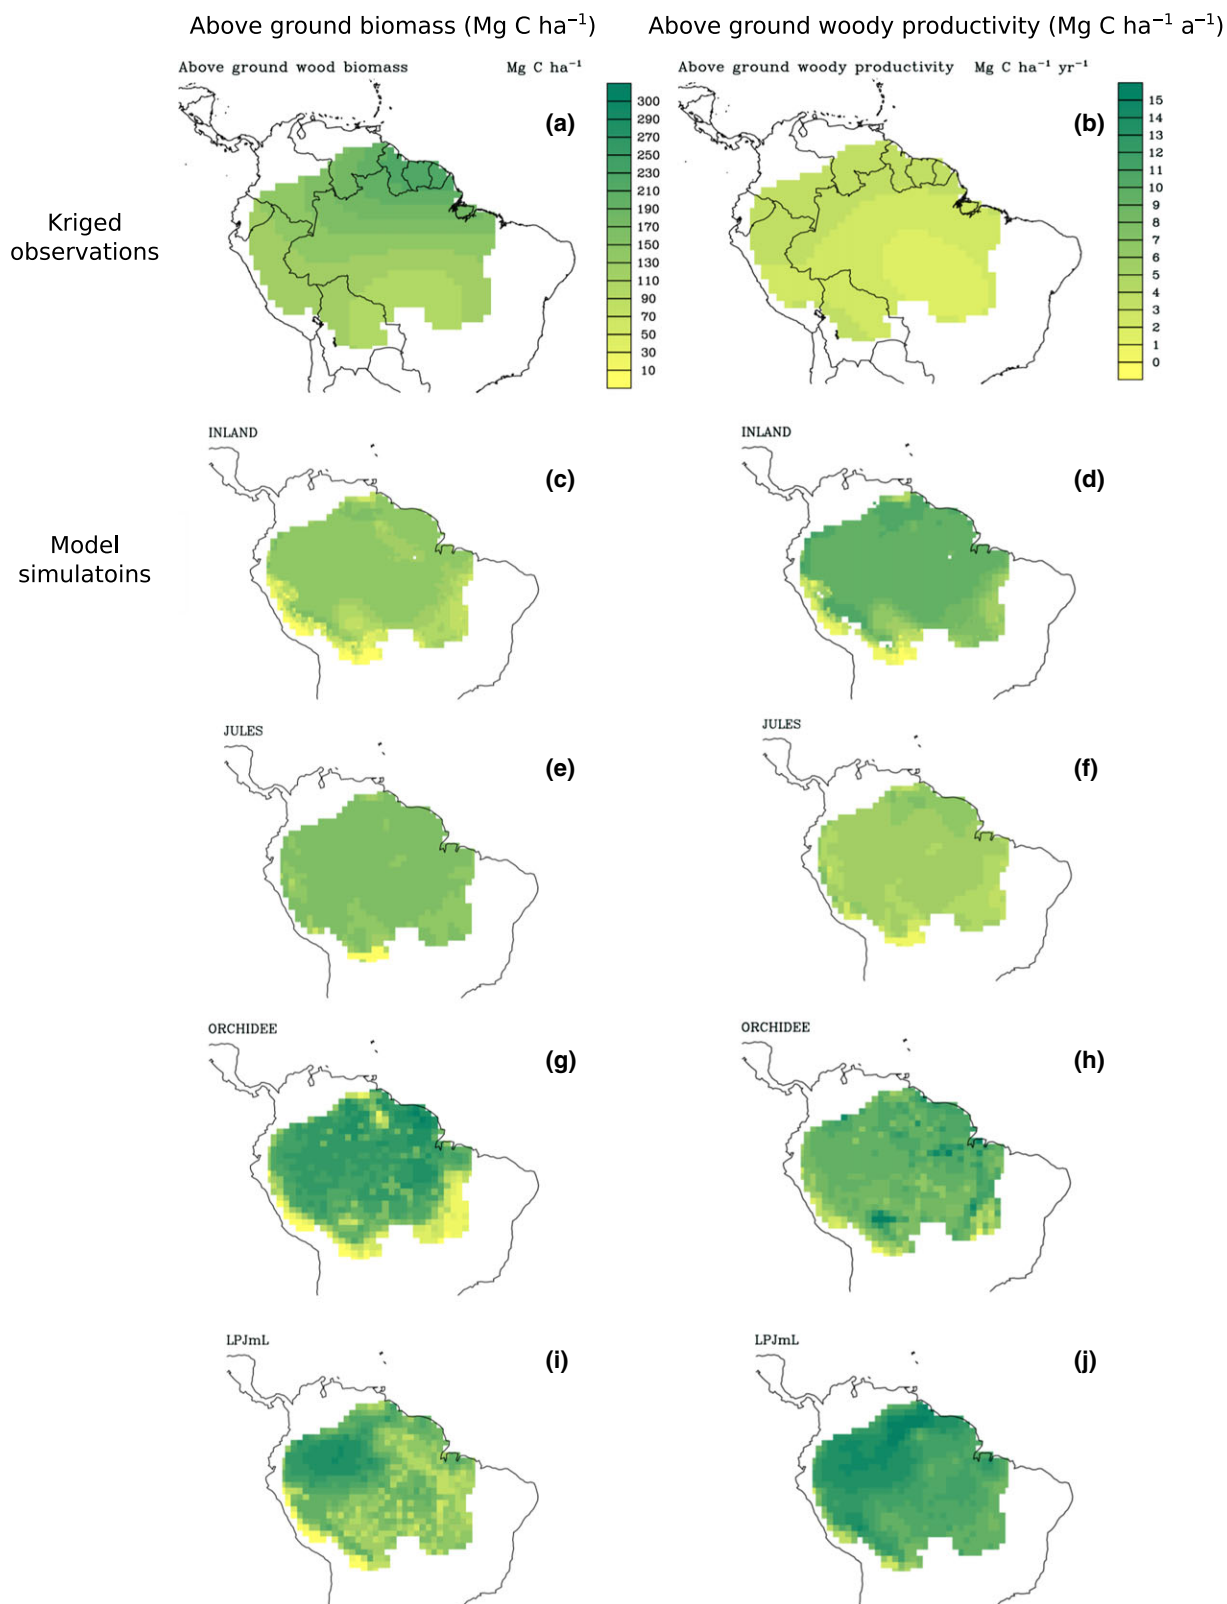 Above ground biomass (Mg C ha⁻¹)
Above ground woody productivity (Mg C ha⁻¹ a⁻¹)
Above ground wood biomass Mg C ha⁻¹
Above ground woody productivity Mg C ha⁻¹ yr⁻¹
(a)
(b)
300
290
270
250
230
210
190
170
150
130
110
90
70
50
30
10
15
14
13
12
11
10
9
8
7
6
5
4
3
2
1
0
Kriged
observations
INLAND
(c)
INLAND
(d)
Model
simulatoins
JULES
(e)
JULES
(f)
ORCHIDEE
(g)
ORCHIDEE
(h)
LPJmL
(i)
LPJmL
(j)